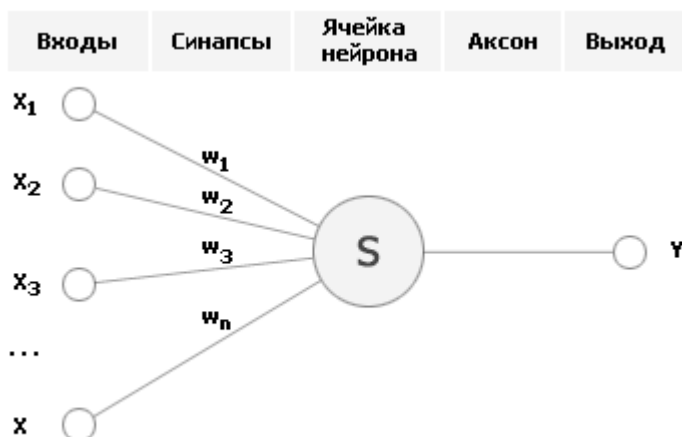 Входы
Синапсы
Ячейка
нейрона
Аксон
Выход
X1
w1
X2
w2
w3
X3
wn
...
X
S
Y